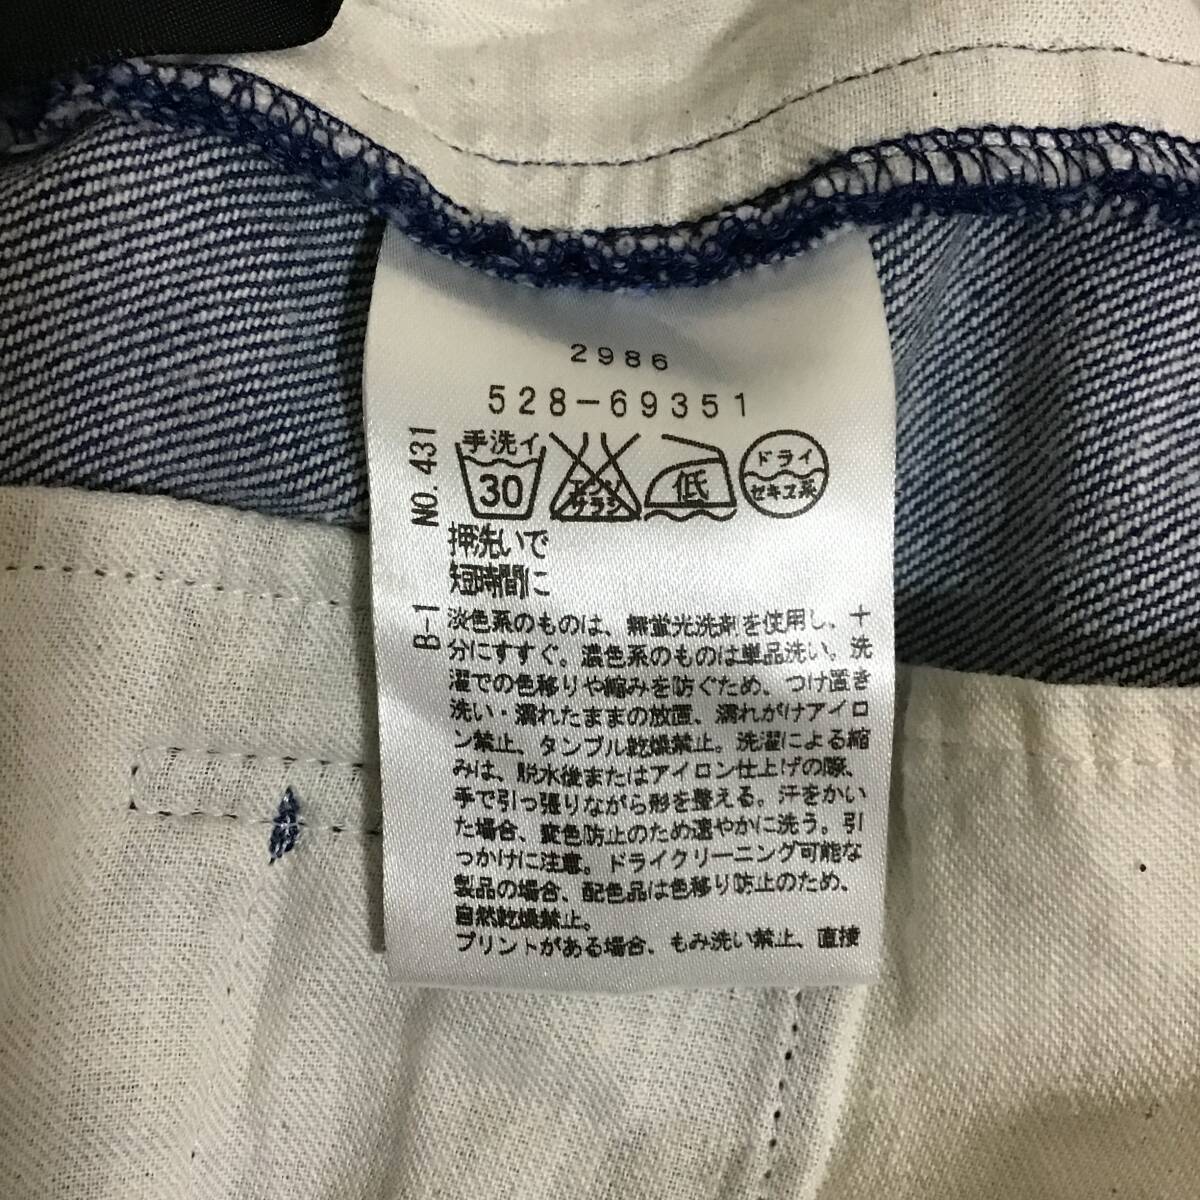 2986
528-69351
手洗イ
30
エンソ
サラシ
低
ドライ
セキユ系
NO.431
B-1
押洗いで
短時間に
淡色系のものは、無蛍光洗剤を使用し、十
分にすすぐ。濃色系のものは単品洗い。洗
濯での色移りや縮みを防ぐため、つけ置き
洗い・濡れたままの放置、濡れがけアイロ
ン禁止、タンブル乾燥禁止。洗濯による縮
みは、脱水後またはアイロン仕上げの際、
手で引っ張りながら形を整える。汗をかい
た場合、変色防止のため速やかに洗う。引
っかけに注意。ドライクリーニング可能な
製品の場合、配色品は色移り防止のため、
自然乾燥禁止。
プリントがある場合、もみ洗い禁止、直接